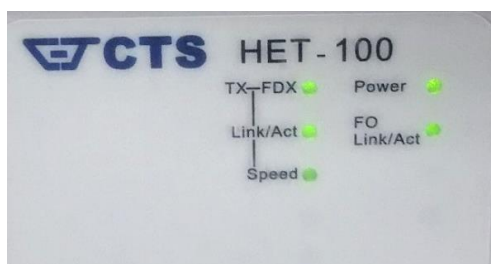 CTS HET-100
TX-FDX Power
Link/Act FO Link/Act
Speed